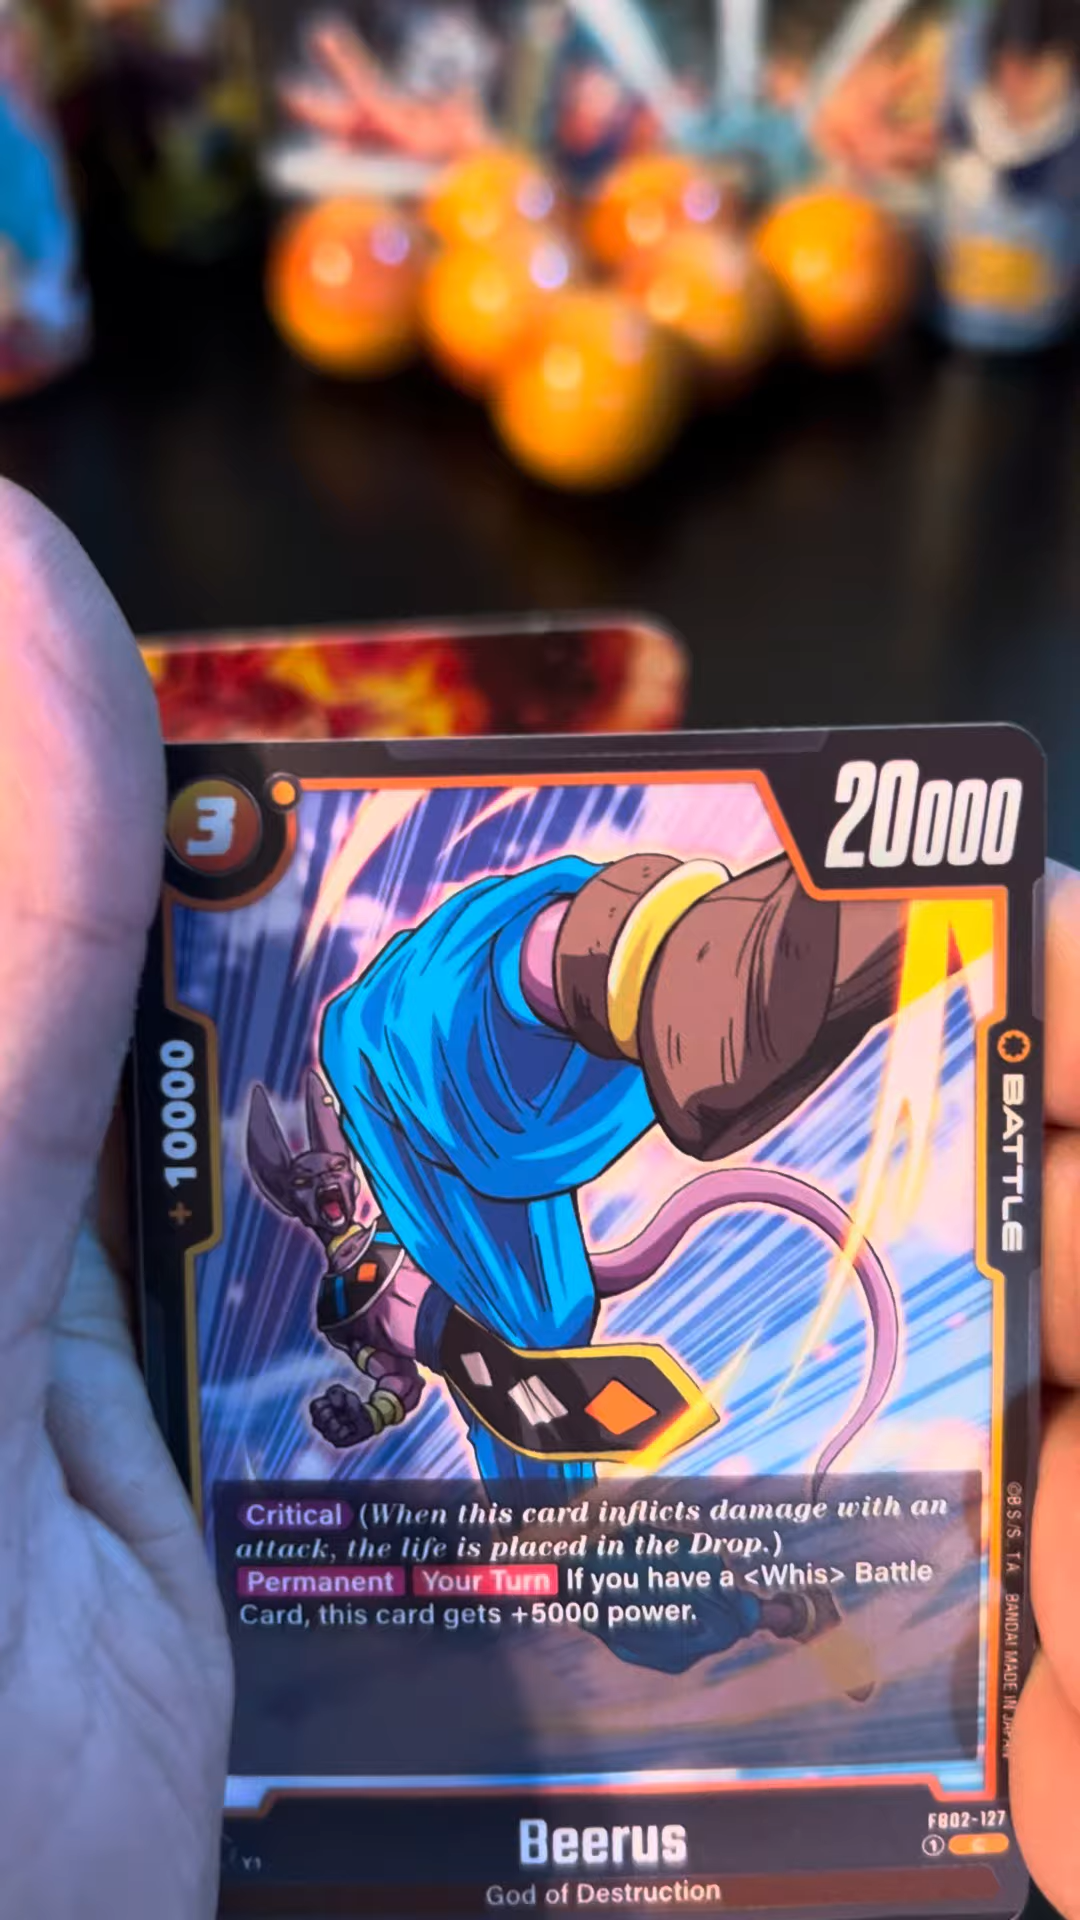 3
20000
+ 10000
BATTLE
Critical (When this card inflicts damage with an
attack, the life is placed in the Drop.)
Permanent Your Turn If you have a <Whis> Battle
Card, this card gets +5000 power.
©B.S./S., T.A. BANDAI MADE IN JAPAN
Beerus
FB02-127
Y1
1 C
God of Destruction